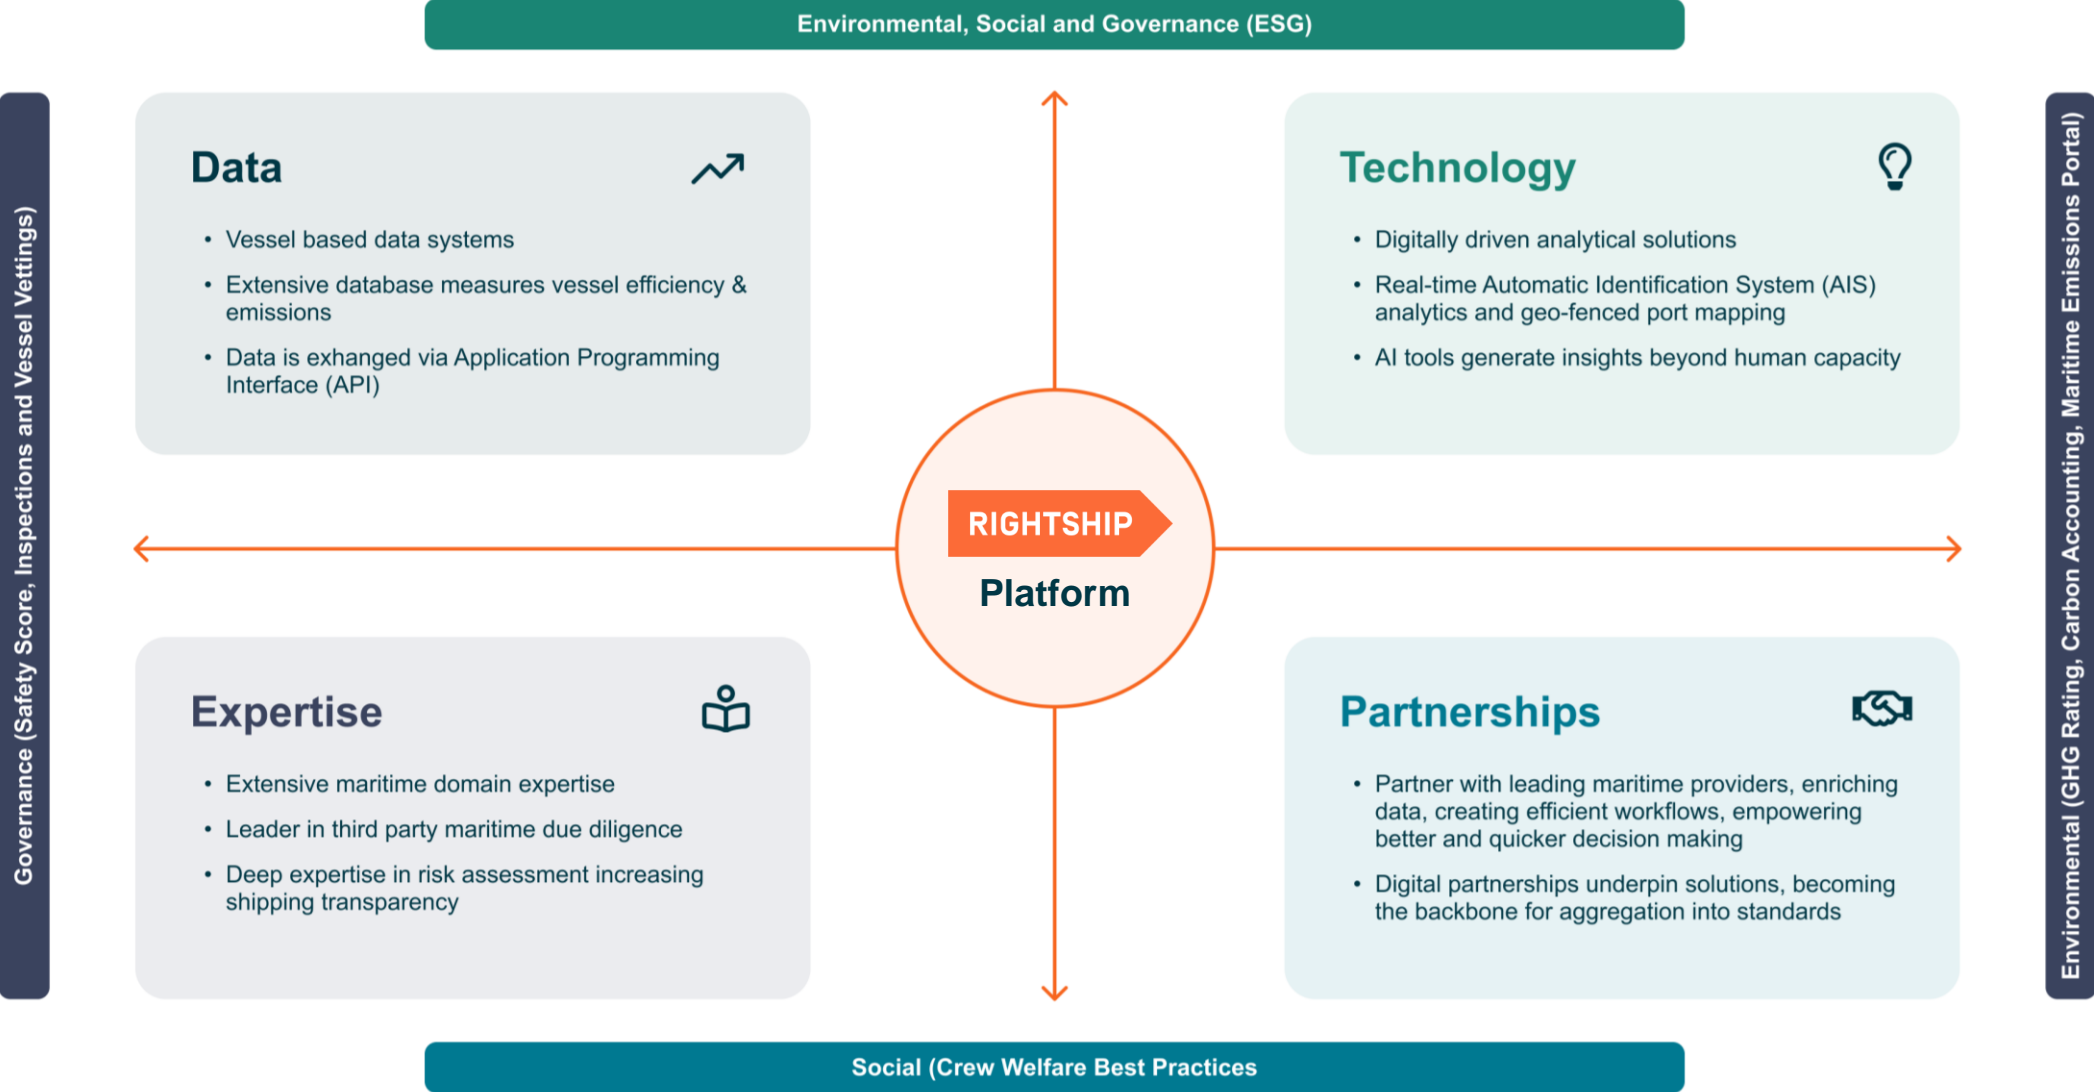 Environmental, Social and Governance (ESG)
Governance (Safety Score, Inspections and Vessel Vettings)
Data
• Vessel based data systems
• Extensive database measures vessel efficiency &
emissions
• Data is exhanged via Application Programming
Interface (API)
Technology
• Digitally driven analytical solutions
• Real-time Automatic Identification System (AIS)
analytics and geo-fenced port mapping
• AI tools generate insights beyond human capacity
RIGHTSHIP
Platform
Expertise
• Extensive maritime domain expertise
• Leader in third party maritime due diligence
• Deep expertise in risk assessment increasing
shipping transparency
Partnerships
• Partner with leading maritime providers, enriching
data, creating efficient workflows, empowering
better and quicker decision making
• Digital partnerships underpin solutions, becoming
the backbone for aggregation into standards
Environmental (GHG Rating, Carbon Accounting, Maritime Emissions Portal)
Social (Crew Welfare Best Practices